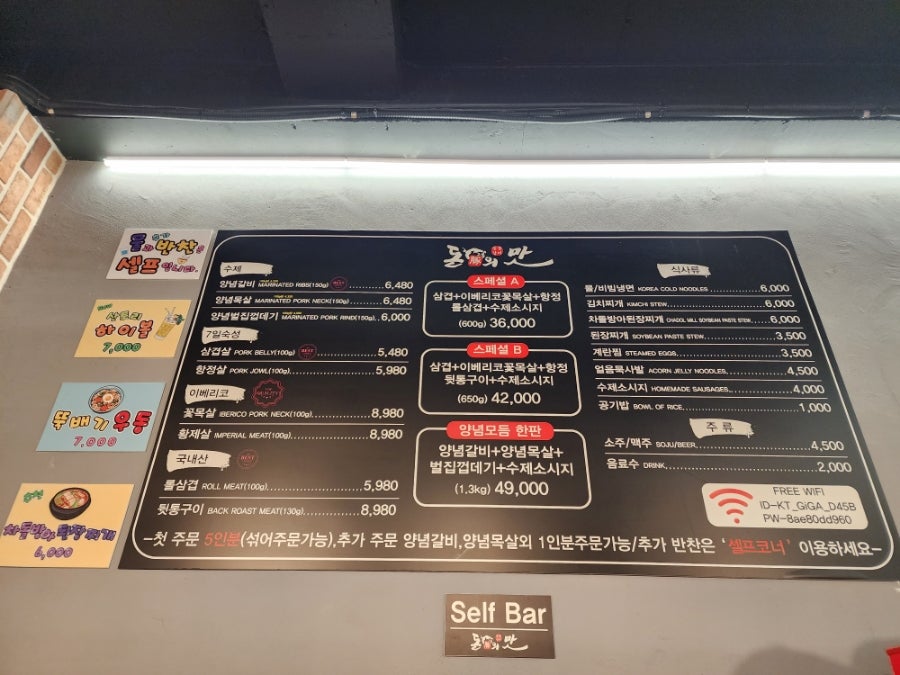 물과 반찬은
셀프입니다.
산토리
하이볼
7,000
뚝배기우동
7,000
차돌박이된장찌개
6,000
동네의맛
수제
양념갈비 MARINATED RIBS(150g) BEST 6,480
양념목살 MARINATED PORK NECK(150g) 6,480
양념벌집껍데기 MARINATED PORK RIND(150g) 6,000
7일숙성
삼겹살 PORK BELLY(100g) BEST 5,480
항정살 PORK JOWL(100g) 5,980
이베리코
꽃목살 IBERICO PORK NECK(100g) 8,980
황제살 IMPERIAL MEAT(100g) 8,980
국내산 BEST
롤삼겹 ROLL MEAT(100g) 5,980
뒷통구이 BACK ROAST MEAT(130g) 8,980
스페셜 A
삼겹+이베리코꽃목살+항정
롤삼겹+수제소시지
(600g) 36,000
스페셜 B
삼겹+이베리코꽃목살+항정
뒷통구이+수제소시지
(650g) 42,000
양념모듬 한판
양념갈비+양념목살+
벌집껍데기+수제소시지
(1.3kg) 49,000
식사류
물/비빔냉면 KOREA COLD NOODLES 6,000
김치찌개 KIMCHI STEW 6,000
차돌방아된장찌개 CHADOL MILL SOYBEAN PASTE STEW 6,000
된장찌개 SOYBEAN PASTE STEW 3,500
계란찜 STEAMED EGGS 3,500
얼음묵사발 ACORN JELLY NOODLES 4,500
수제소시지 HOMEMADE SAUSAGES 4,000
공기밥 BOWL OF RICE 1,000
주 류
소주/맥주 SOJU/BEER 4,500
음료수 DRINK 2,000
FREE WIFI
ID-KT_GiGA_D45B
PW-8ae80dd960
-첫 주문 5인분(섞어주문가능),추가 주문 양념갈비,양념목살외 1인분주문가능/추가 반찬은 '셀프코너' 이용하세요-
Self Bar